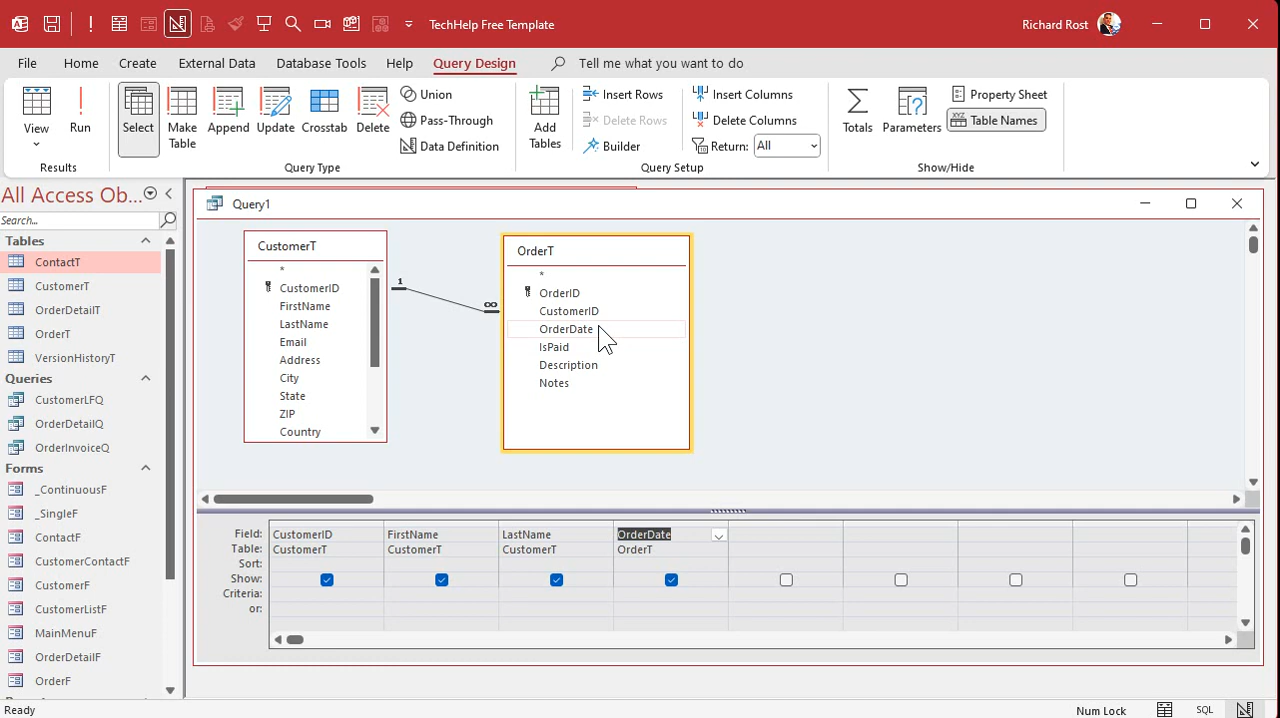 TechHelp Free Template
Richard Rost
File Home Create External Data Database Tools Help Query Design Tell me what you want to do
View
Run
Results
Select
Make Table
Append
Update
Crosstab
Delete
Union
Pass-Through
Data Definition
Query Type
Add Tables
Insert Rows
Delete Rows
Builder
Insert Columns
Delete Columns
Return: All
Query Setup
Totals
Parameters
Property Sheet
XYZ Table Names
Show/Hide
All Access Ob...
Search...
Tables
ContactT
CustomerT
OrderDetailT
OrderT
VersionHistoryT
Queries
CustomerLFQ
OrderDetailQ
OrderInvoiceQ
Forms
_ContinuousF
_SingleF
ContactF
CustomerContactF
CustomerF
CustomerListF
MainMenuF
OrderDetailF
OrderF
Query1
CustomerT
*
CustomerID
FirstName
LastName
Email
Address
City
State
ZIP
Country
1
∞
OrderT
*
OrderID
CustomerID
OrderDate
IsPaid
Description
Notes
Field: CustomerID FirstName LastName OrderDate
Table: CustomerT CustomerT CustomerT OrderT
Sort:
Show:
Criteria:
or:
Ready
Num Lock
SQL